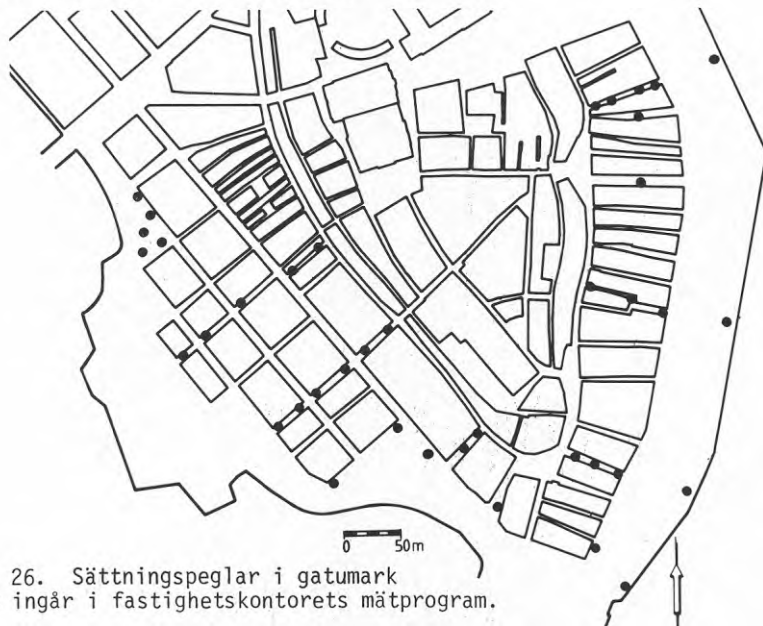 0 50m
26. Sättningspeglar i gatumark
ingår i fastighetskontorets mätprogram.